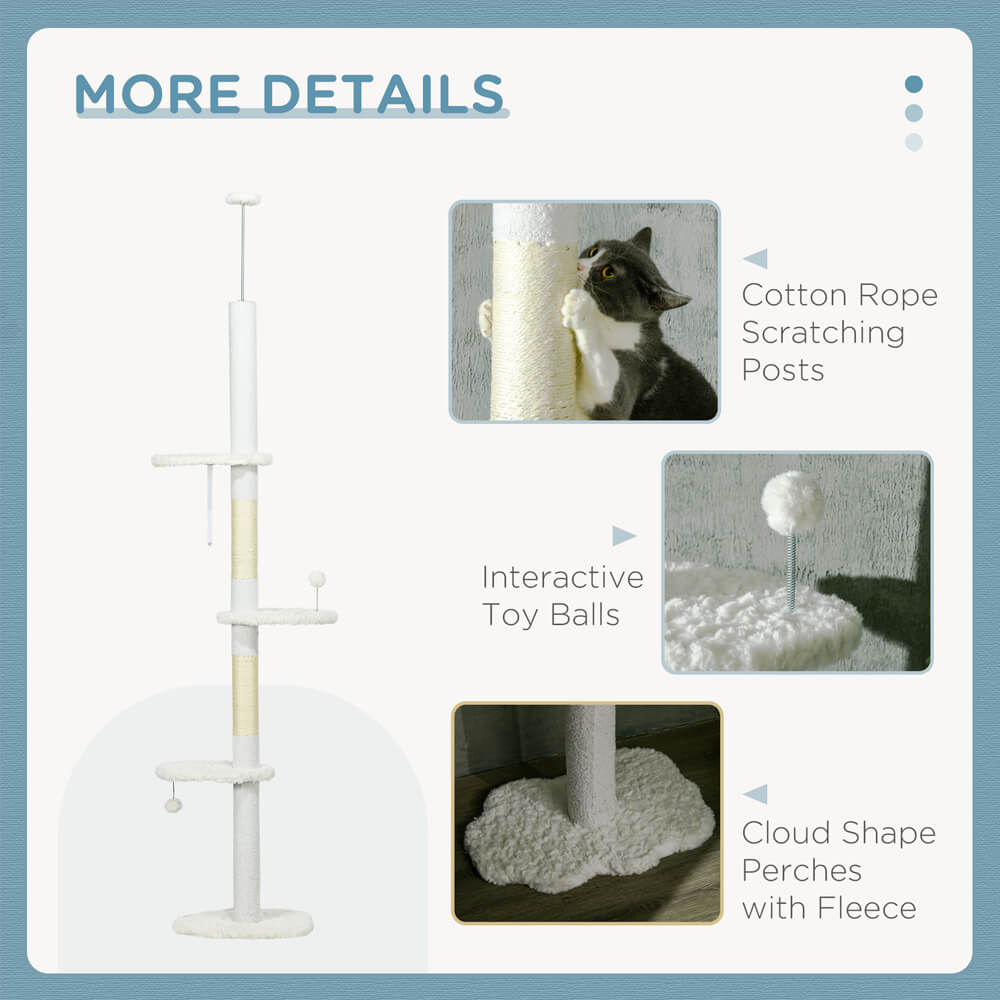 MORE DETAILS
Cotton Rope
Scratching
Posts
Interactive
Toy Balls
Cloud Shape
Perches
with Fleece